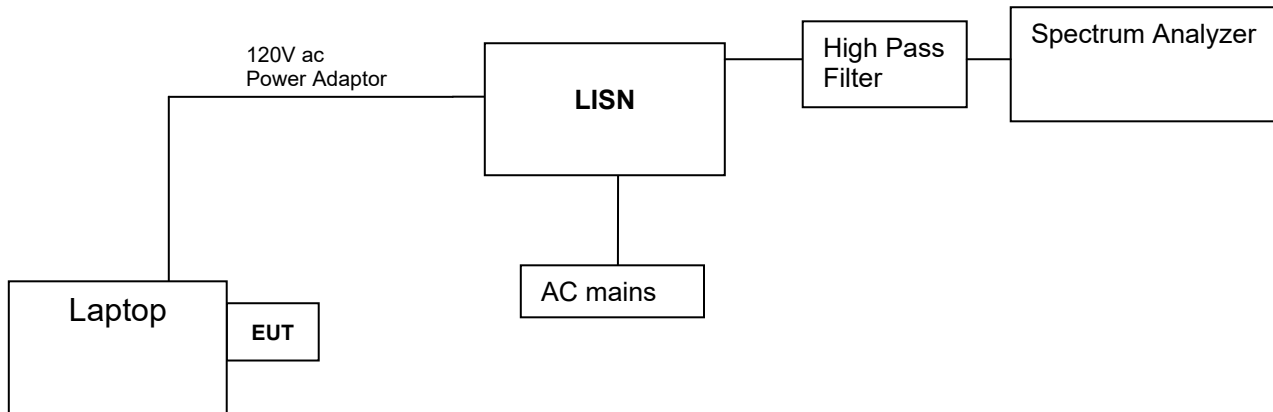 120V ac
Power Adaptor
LISN
High Pass
Filter
Spectrum Analyzer
AC mains
Laptop
EUT